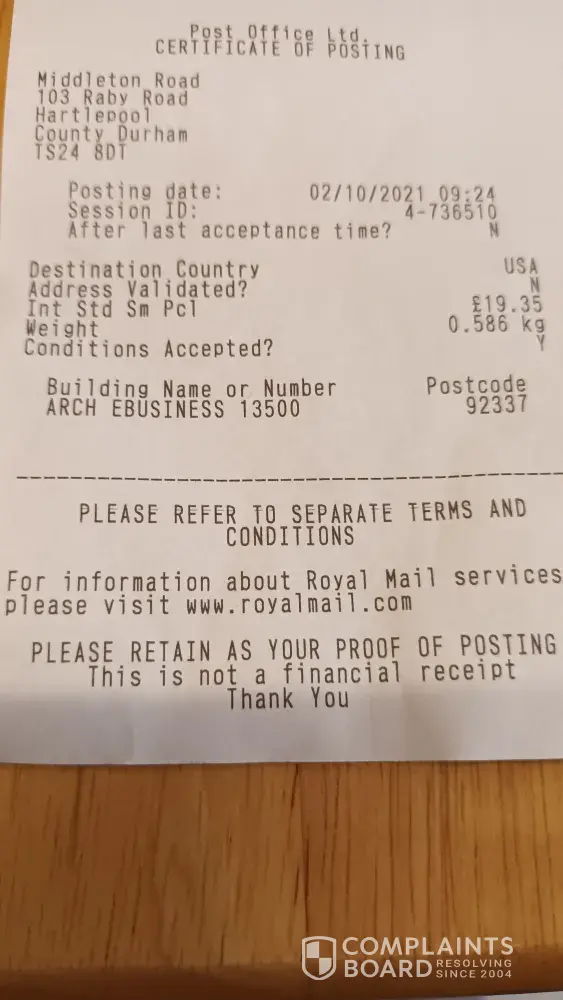 Post Office Ltd.
CERTIFICATE OF POSTING
Middleton Road
103 Raby Road
Hartlepool
County Durham
TS24 8DT
Posting date: 02/10/2021 09:24
Session ID: 4-736510
After last acceptance time? N
Destination Country USA
Address Validated? N
Int Std Sm Pcl £19.35
Weight 0.586 kg
Conditions Accepted? Y
Building Name or Number Postcode
ARCH EBUSINESS 13500 92337
PLEASE REFER TO SEPARATE TERMS AND
CONDITIONS
For information about Royal Mail services
please visit www.royalmail.com
PLEASE RETAIN AS YOUR PROOF OF POSTING
This is not a financial receipt
Thank You
COMPLAINTS
BOARD RESOLVING
SINCE 2004